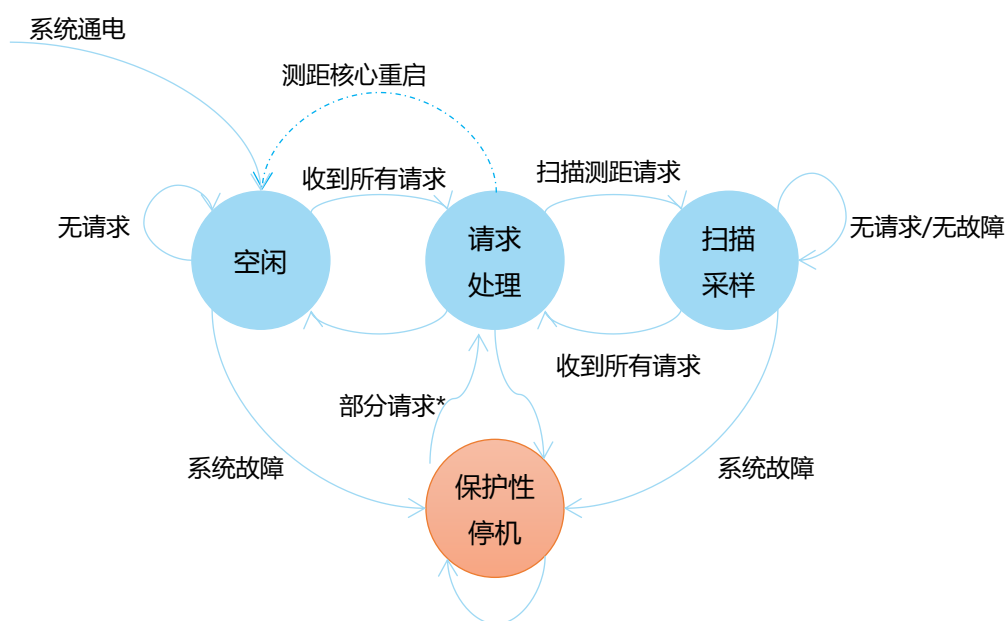 系统通电
测距核心重启
收到所有请求
扫描测距请求
无请求
空闲
请求
处理
扫描
采样
无请求/无故障
收到所有请求
部分请求*
系统故障
保护性
停机
系统故障